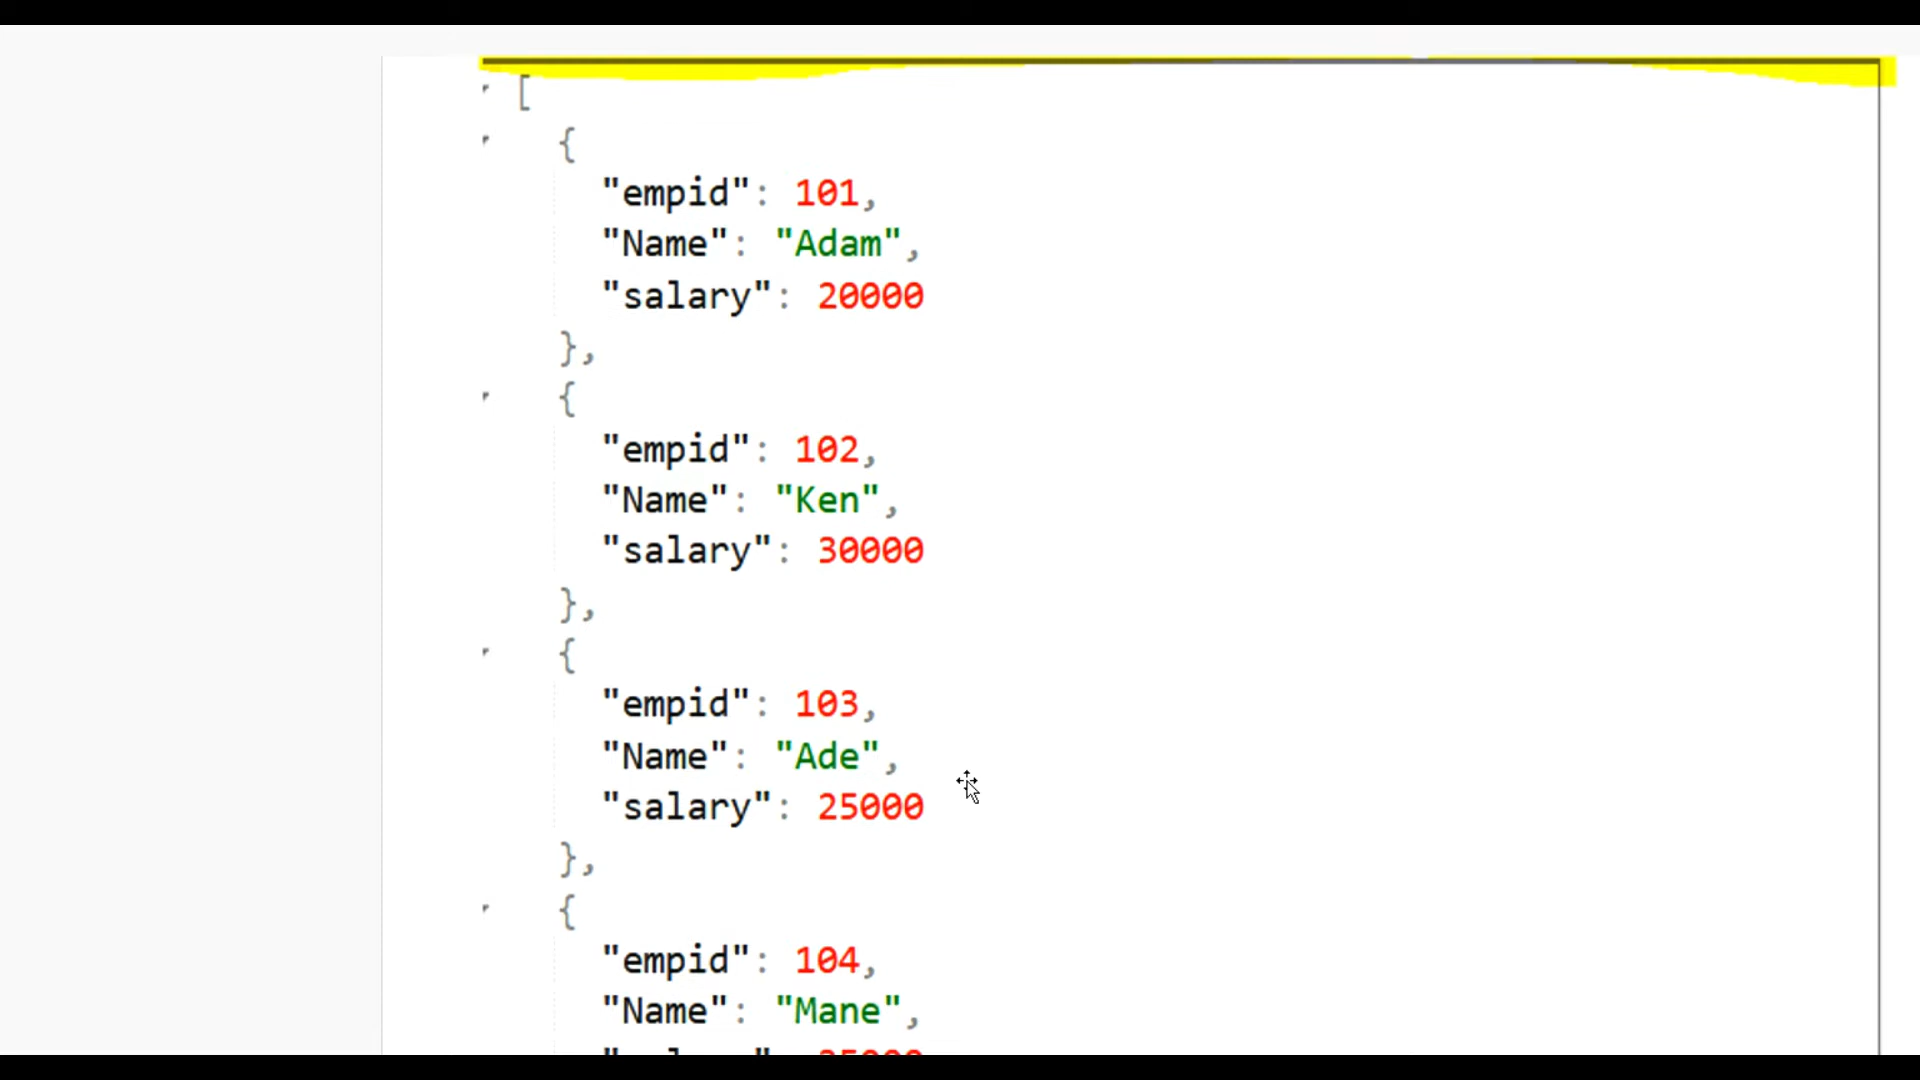 [
{
"empid": 101,
"Name": "Adam",
"salary": 20000
},
{
"empid": 102,
"Name": "Ken",
"salary": 30000
},
{
"empid": 103,
"Name": "Ade",
"salary": 25000
},
{
"empid": 104,
"Name": "Mane",